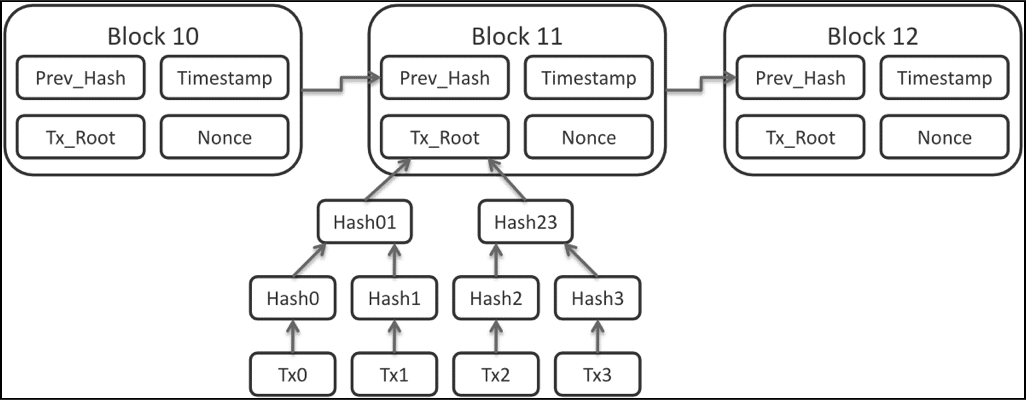 Block 10
Prev_Hash
Timestamp
Tx_Root
Nonce
Block 11
Prev_Hash
Timestamp
Tx_Root
Nonce
Block 12
Prev_Hash
Timestamp
Tx_Root
Nonce
Hash01
Hash23
Hash0
Hash1
Hash2
Hash3
Tx0
Tx1
Tx2
Tx3